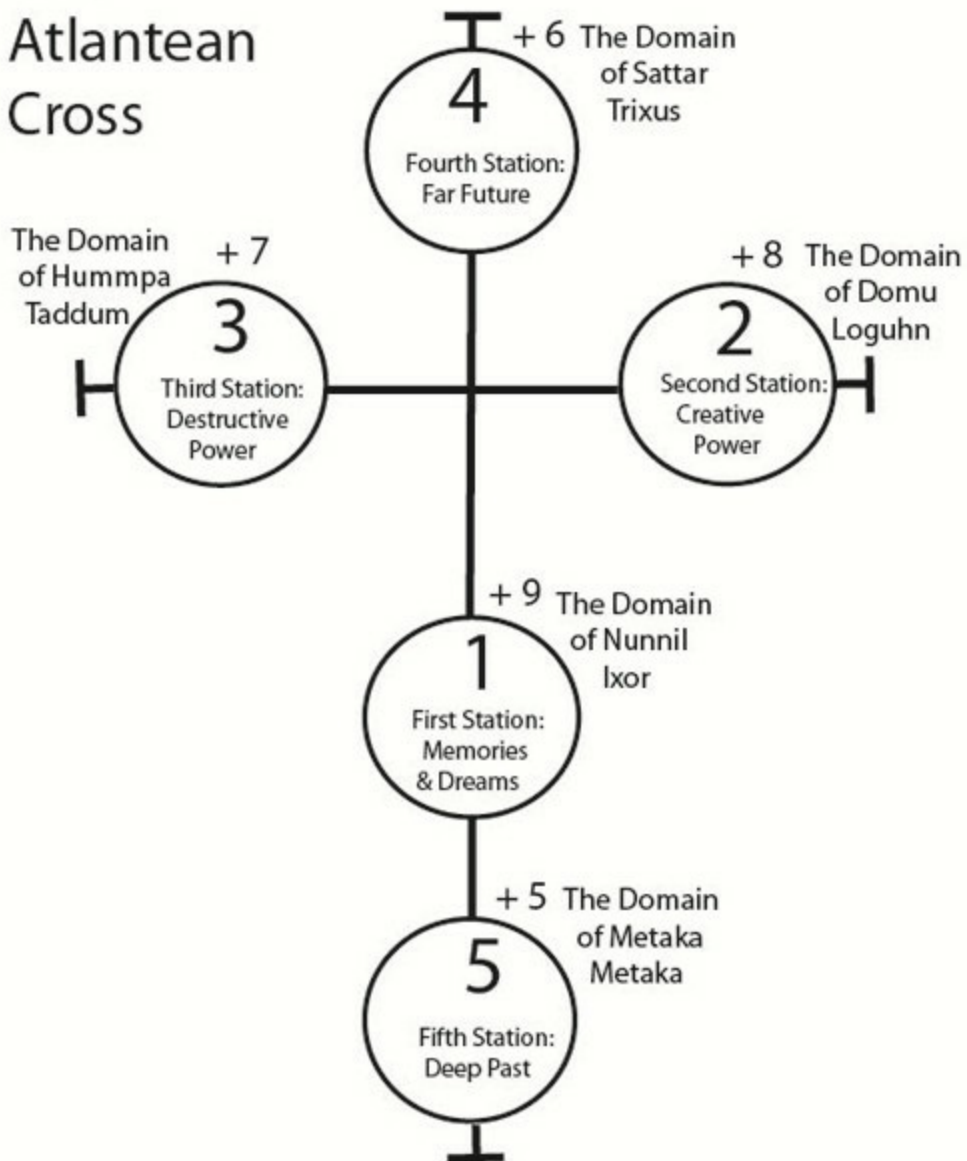 Atlantean
Cross
+ 6 The Domain
of Sattar
Trixus
4
Fourth Station:
Far Future
The Domain
of Hummpa
Taddum
+ 7
3
Third Station:
Destructive
Power
+ 8 The Domain
of Domu
Loguhn
2
Second Station:
Creative
Power
+ 9 The Domain
of Nunnil
Ixor
1
First Station:
Memories
& Dreams
+ 5 The Domain
of Metaka
Metaka
5
Fifth Station:
Deep Past